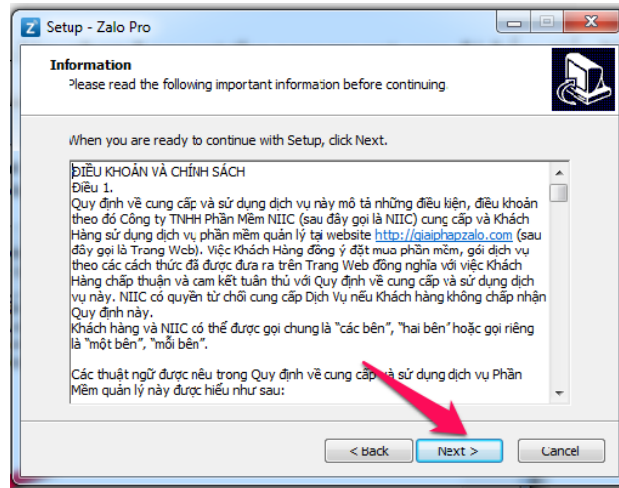 Setup - Zalo Pro
Information
Please read the following important information before continuing.
When you are ready to continue with Setup, click Next.
ĐIỀU KHOẢN VÀ CHÍNH SÁCH
Điều 1.
Quy định về cung cấp và sử dụng dịch vụ này mô tả những điều kiện, điều khoản
theo đó Công ty TNHH Phần Mềm NIIC (sau đây gọi là NIIC) cung cấp và Khách
Hàng sử dụng dịch vụ phần mềm quản lý tại website http://giaiphapzalo.com (sau
đây gọi là Trang Web). Việc Khách Hàng đồng ý đặt mua phần mềm, gói dịch vụ
theo các cách thức đã được đưa ra trên Trang Web đồng nghĩa với việc Khách
Hàng chấp thuận và cam kết tuân thủ với Quy định về cung cấp và sử dụng dịch
vụ này. NIIC có quyền từ chối cung cấp Dịch Vụ nếu Khách hàng không chấp nhận
Quy định này.
Khách hàng và NIIC có thể được gọi chung là “các bên”, “hai bên” hoặc gọi riêng
là “một bên”, “mỗi bên”.
Các thuật ngữ được nêu trong Quy định về cung cấp và sử dụng dịch vụ Phần
Mềm quản lý này được hiểu như sau:
< Back Next > Cancel